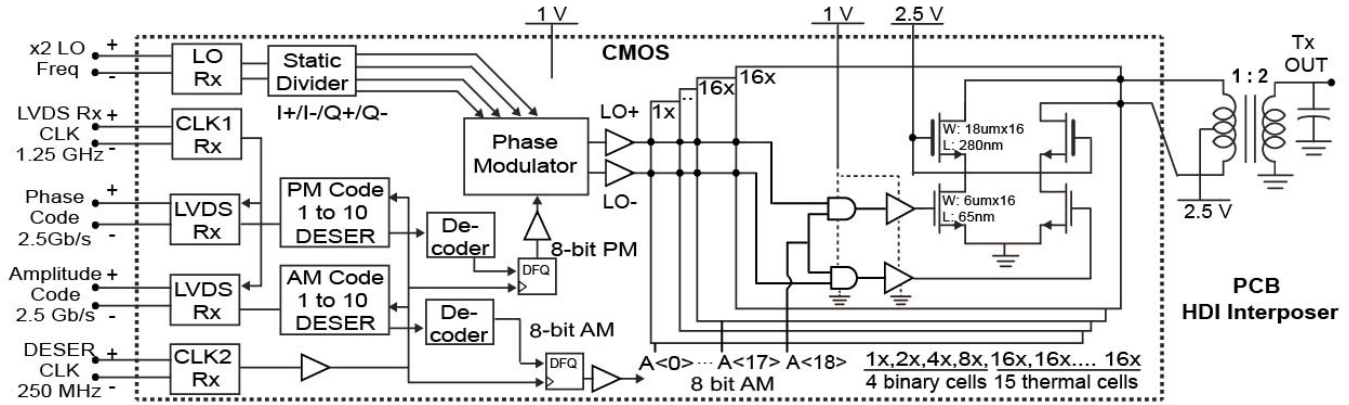 1 V
1 V
2.5 V
x2 LO
Freq
+
-
LO
Rx
Static
Divider
I+/I-/Q+/Q-
CMOS
LVDS Rx
CLK
1.25 GHz
+
-
CLK1
Rx
Phase
Modulator
LO+
LO-
1x
..
16x
16x
W: 18umx16
L: 280nm
W: 6umx16
L: 65nm
1 : 2
Tx
OUT
2.5 V
Phase
Code
2.5Gb/s
+
-
LVDS
Rx
PM Code
1 to 10
DESER
De-
coder
8-bit PM
DFQ
Amplitude
Code
2.5 Gb/s
+
-
LVDS
Rx
AM Code
1 to 10
DESER
De-
coder
8-bit AM
DFQ
DESER
CLK
250 MHz
+
-
CLK2
Rx
A<0> ... A<17> A<18>
8 bit AM
1x,2x,4x,8x, 16x,16x.... 16x
4 binary cells 15 thermal cells
PCB
HDI Interposer